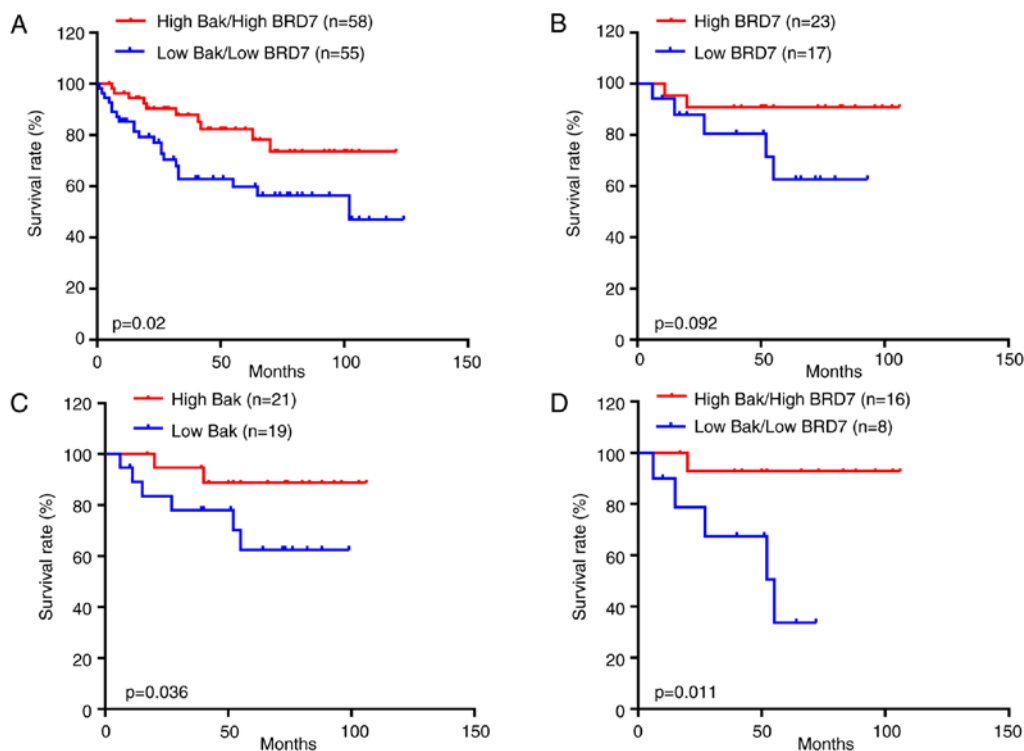 A
High Bak/High BRD7 (n=58)
Low Bak/Low BRD7 (n=55)
Survival rate (%)
120
100
80
60
40
20
0
p=0.02
0 50 100 150
Months
B
High BRD7 (n=23)
Low BRD7 (n=17)
Survival rate (%)
120
100
80
60
40
20
0
p=0.092
0 50 100 150
Months
C
High Bak (n=21)
Low Bak (n=19)
Survival rate (%)
120
100
80
60
40
20
0
p=0.036
0 50 100 150
Months
D
High Bak/High BRD7 (n=16)
Low Bak/Low BRD7 (n=8)
Survival rate (%)
120
100
80
60
40
20
0
p=0.011
0 50 100 150
Months